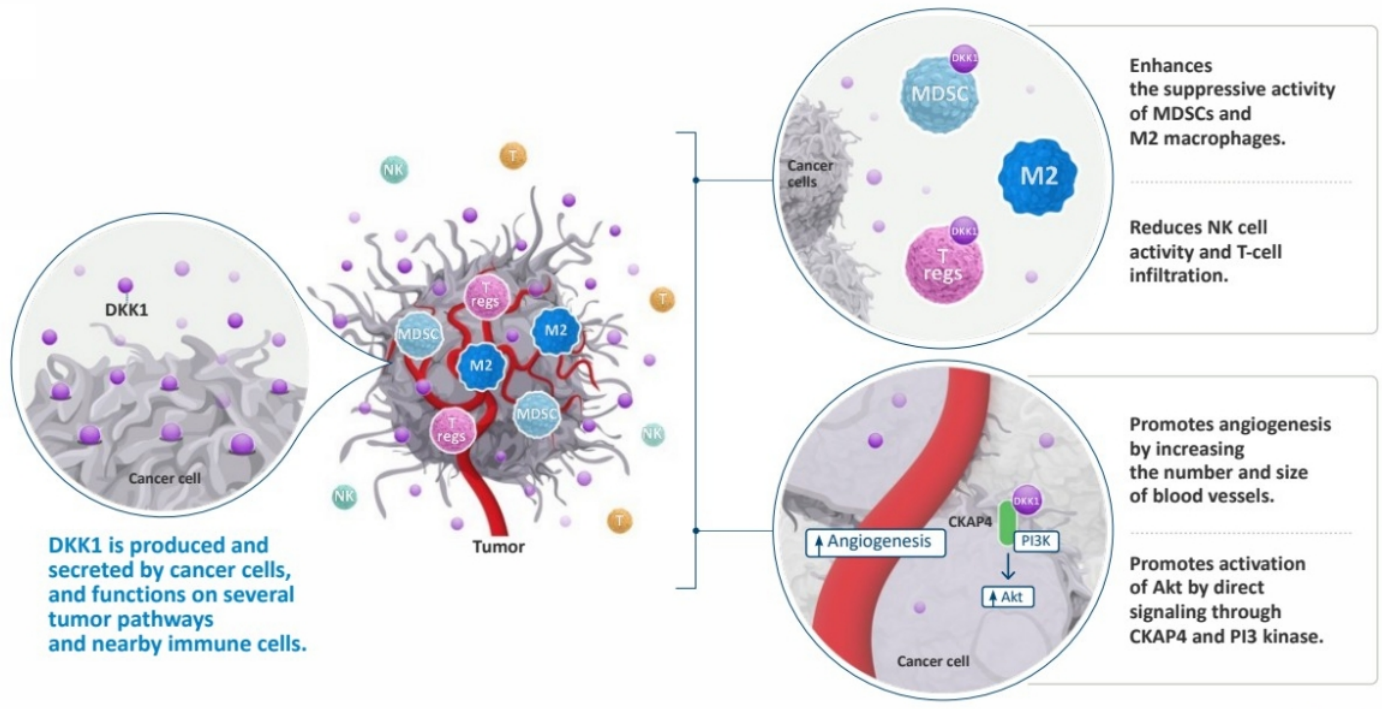 DKK1
Cancer cell
DKK1 is produced and
secreted by cancer cells,
and functions on several
tumor pathways
and nearby immune cells.
NK
T
T
T
regs
MDSC
M2
M2
MDSC
T
regs
NK
NK
T
Tumor
DKK1
MDSC
Cancer
cells
M2
DKK1
T
regs
Enhances
the suppressive activity
of MDSCs and
M2 macrophages.
Reduces NK cell
activity and T-cell
infiltration.
DKK1
CKAP4
PI3K
Angiogenesis
Akt
Cancer cell
Promotes angiogenesis
by increasing
the number and size
of blood vessels.
Promotes activation
of Akt by direct
signaling through
CKAP4 and PI3 kinase.